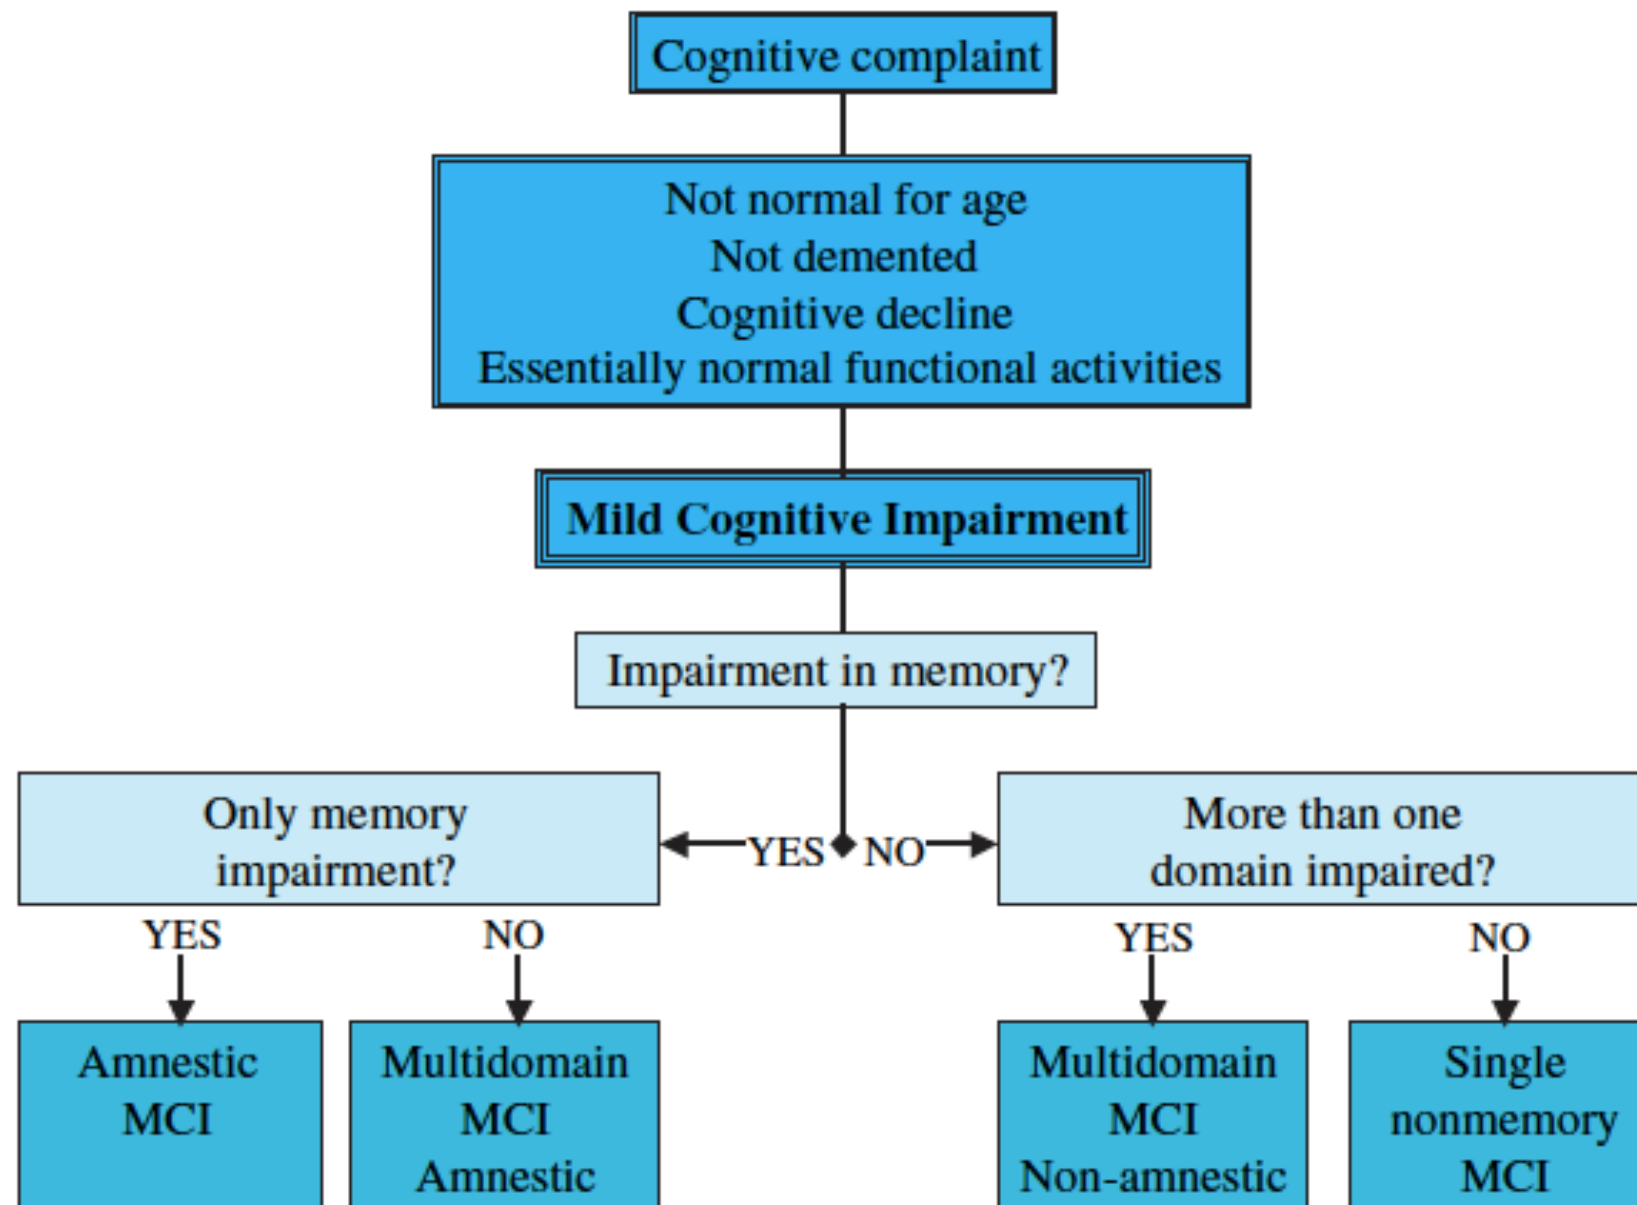 Cognitive complaint
Not normal for age
Not demented
Cognitive decline
Essentially normal functional activities
Mild Cognitive Impairment
Impairment in memory?
Only memory
impairment?
YES
NO
More than one
domain impaired?
YES
NO
YES
NO
Amnestic
MCI
Multidomain
MCI
Amnestic
Multidomain
MCI
Non-amnestic
Single
nonmemory
MCI